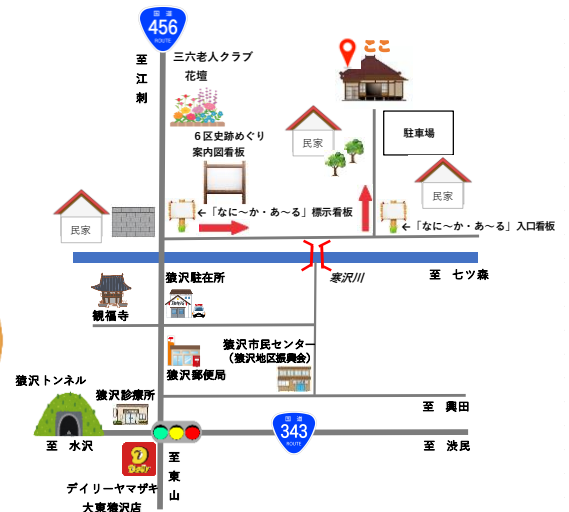 国道
456
ROUTE
至江刺
三六老人クラブ
花壇
ここ
6区史跡めぐり
案内図看板
民家
駐車場
民家
民家
←「なに～か・あ～る」標示看板
←「なに～か・あ～る」入口看板
猿沢駐在所
寒沢川
至 七ツ森
観福寺
猿沢市民センター
(猿沢地区振興会)
猿沢郵便局
猿沢トンネル
猿沢診療所
至 興田
国道
343
ROUTE
至 水沢
至 渋民
至東山
デイリーヤマザキ
大東猿沢店